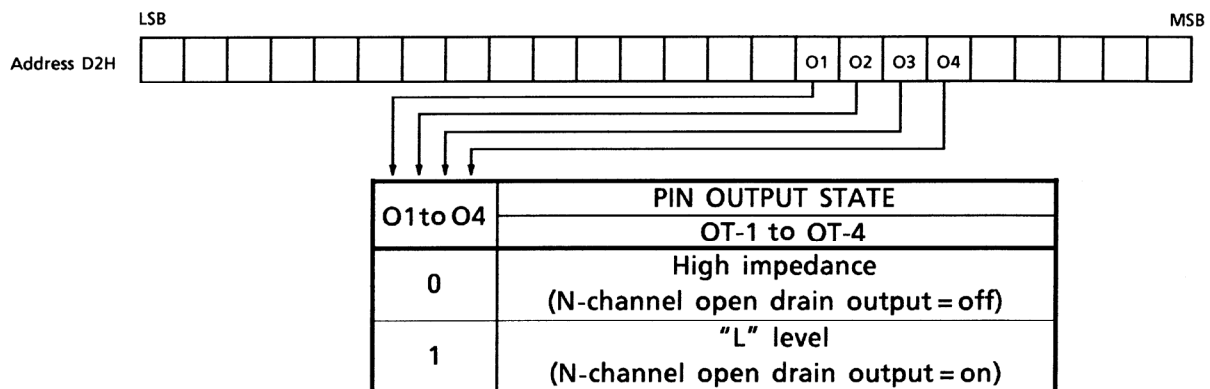 LSB MSB
Address D2H O1 O2 O3 O4
O1 to O4 PIN OUTPUT STATE
OT-1 to OT-4
0 High impedance
(N-channel open drain output = off)
1 "L" level
(N-channel open drain output = on)